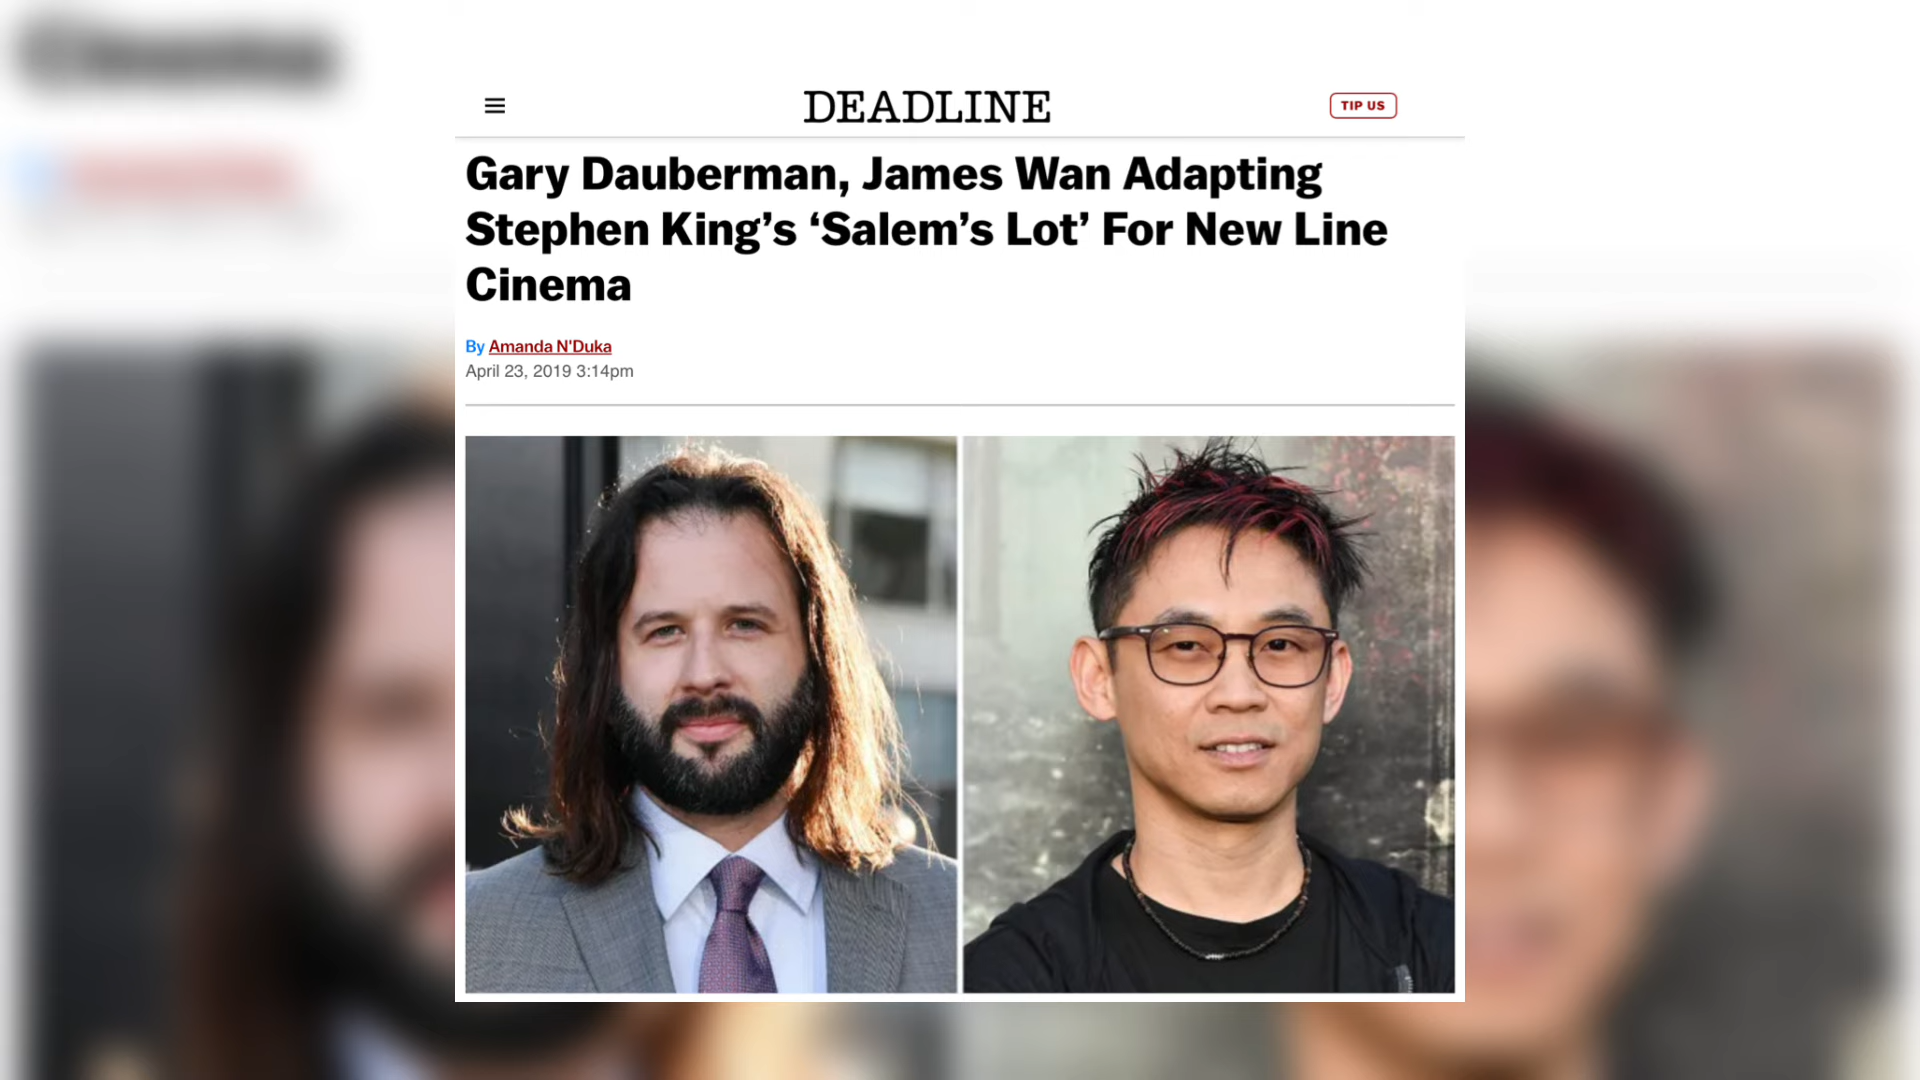 DEADLINE
TIP US
Gary Dauberman, James Wan Adapting
Stephen King’s ‘Salem’s Lot’ For New Line
Cinema
By Amanda N'Duka
April 23, 2019 3:14pm